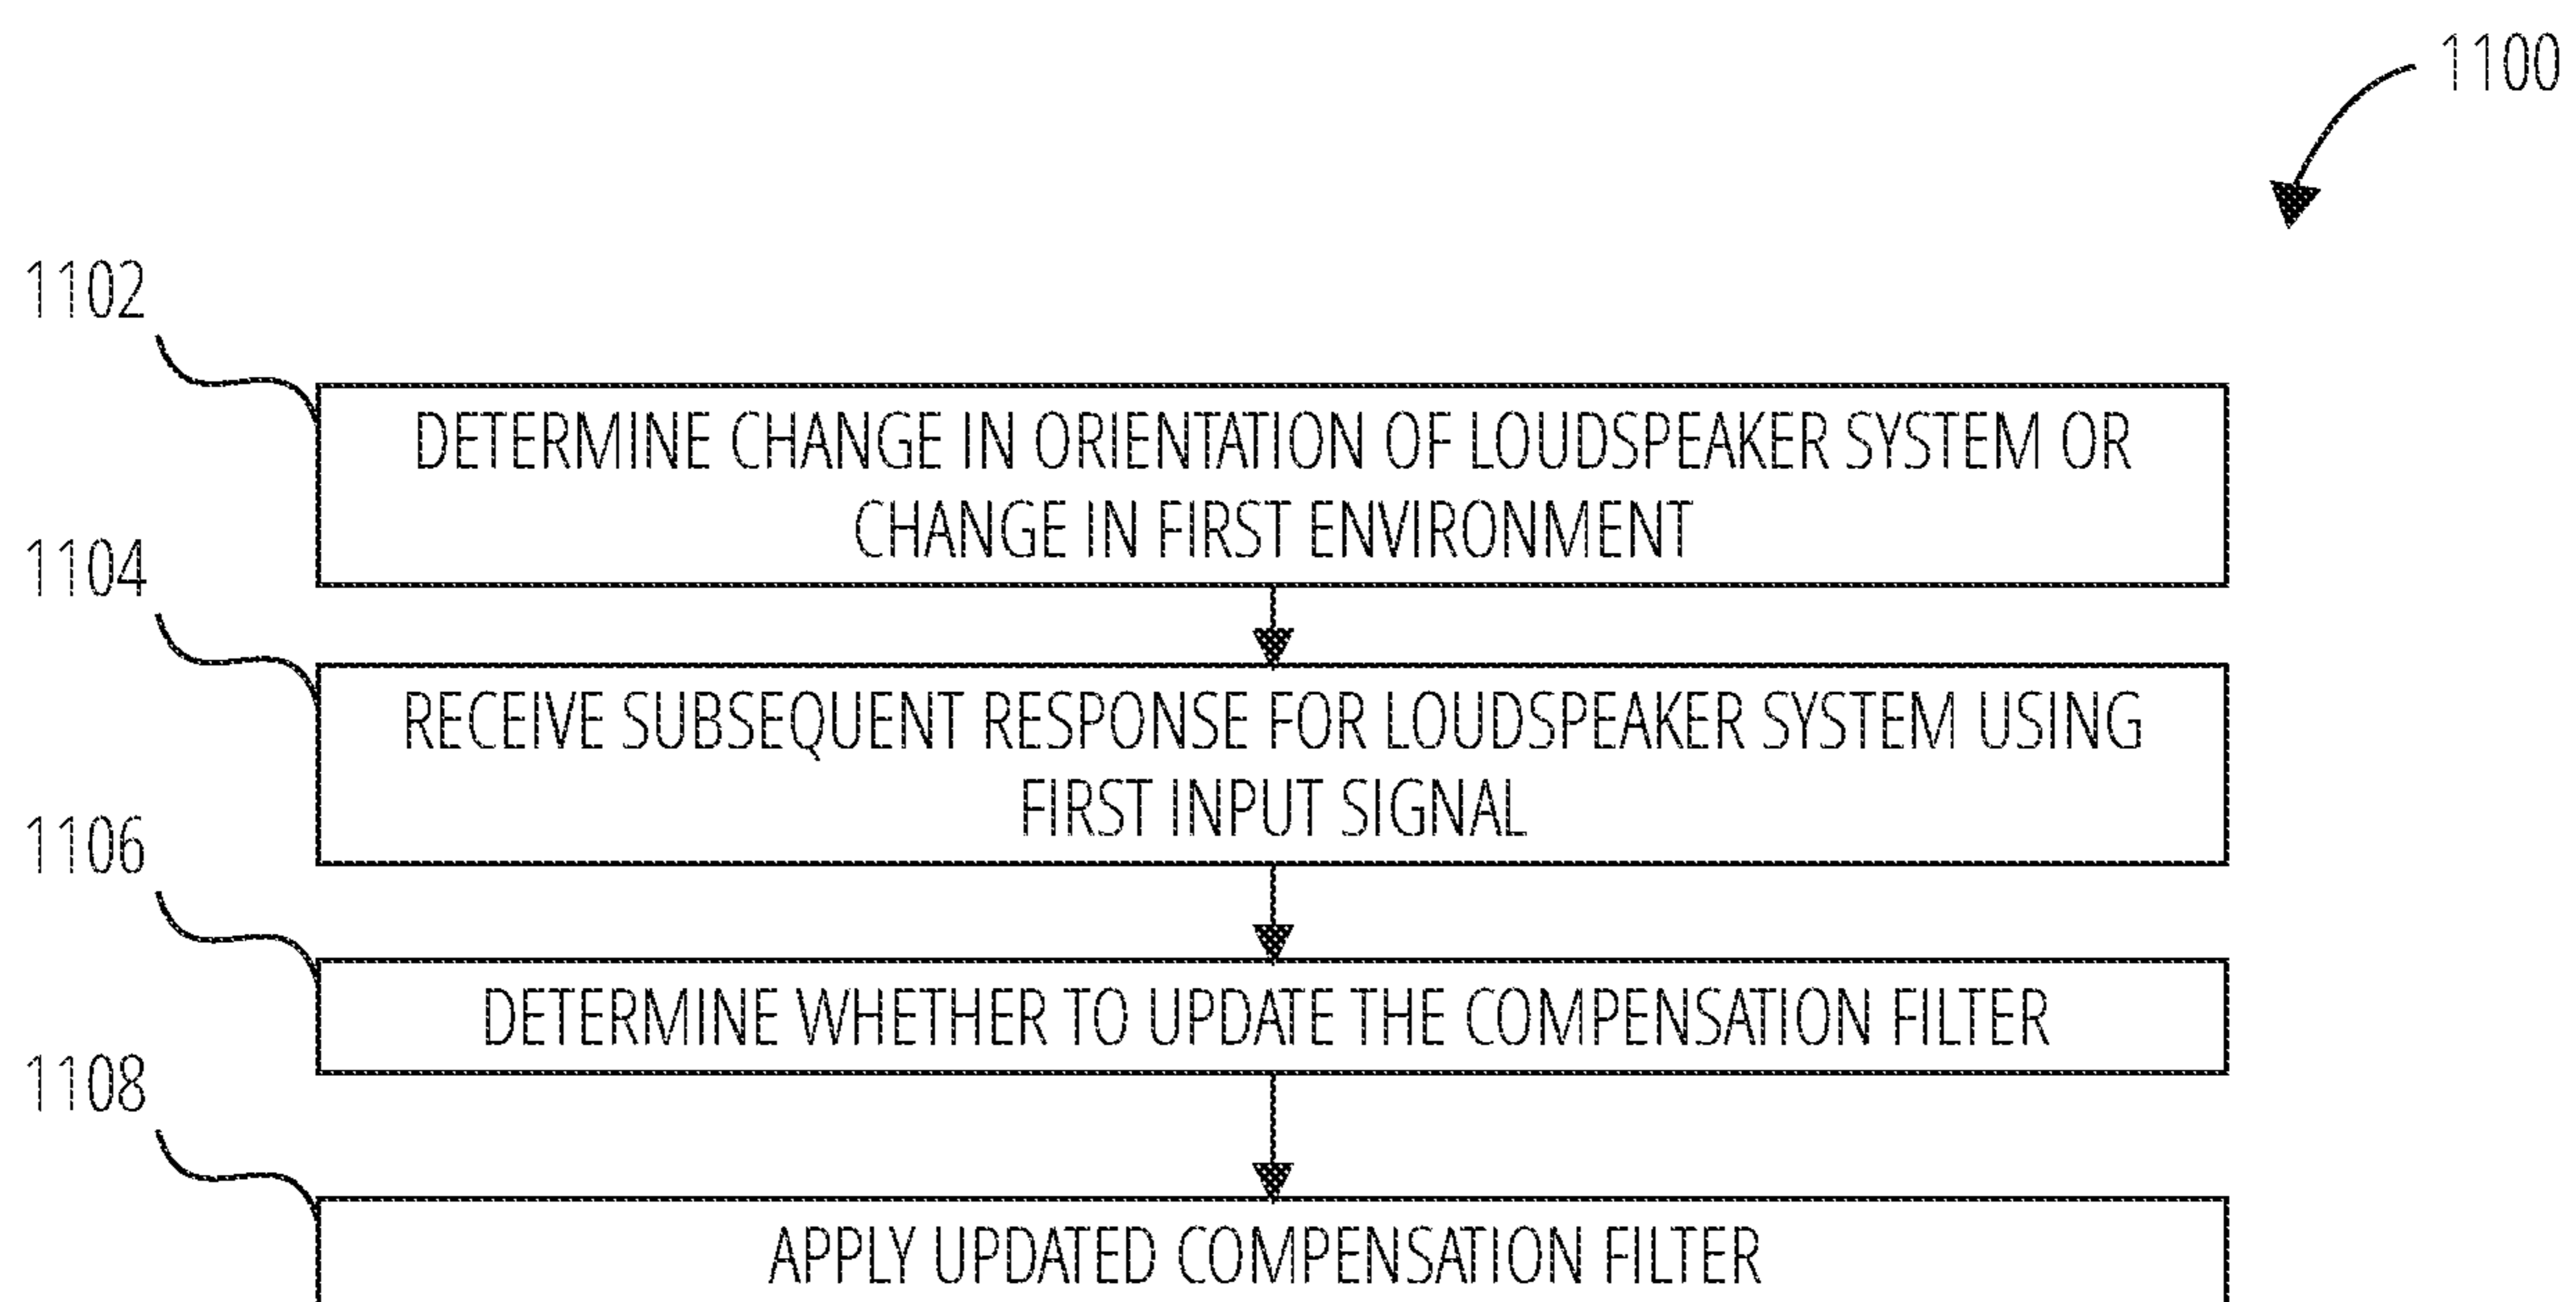 1100
1102
DETERMINE CHANGE IN ORIENTATION OF LOUDSPEAKER SYSTEM OR
CHANGE IN FIRST ENVIRONMENT
1104
RECEIVE SUBSEQUENT RESPONSE FOR LOUDSPEAKER SYSTEM USING
FIRST INPUT SIGNAL
1106
DETERMINE WHETHER TO UPDATE THE COMPENSATION FILTER
1108
APPLY UPDATED COMPENSATION FILTER